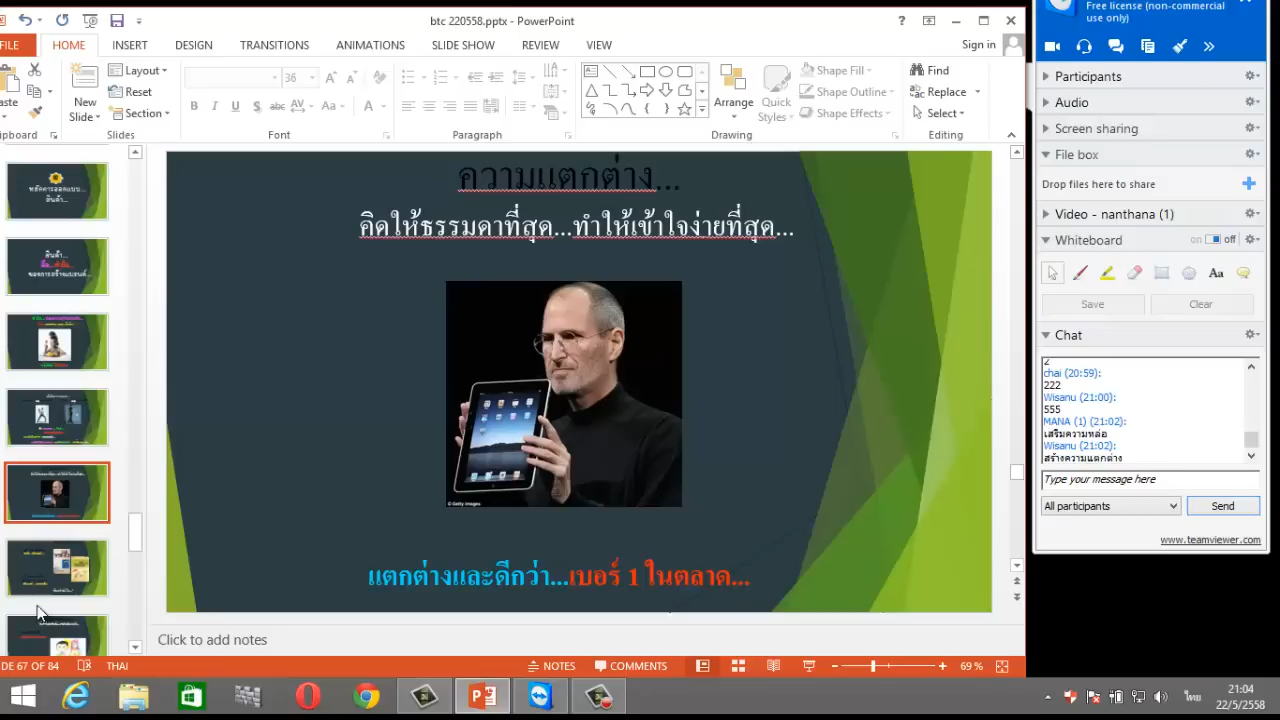 btc 220558.pptx - PowerPoint
Free license (non-commercial
use only)
FILE HOME INSERT DESIGN TRANSITIONS ANIMATIONS SLIDE SHOW REVIEW VIEW Sign in
New
Slide
Layout
Reset
Section
36
Arrange
Quick
Styles
Shape Fill
Shape Outline
Shape Effects
Find
Replace
Select
Slides Font Paragraph Drawing Editing
ความแตกต่าง...
คิดให้ธรรมดาที่สุด...ทำให้เข้าใจง่ายที่สุด...
© Getty Images
แตกต่างและดีกว่า...เบอร์ 1 ในตลาด...
Click to add notes
DE 67 OF 84 THAI NOTES COMMENTS 69 %
Participants
Audio
Screen sharing
File box
Drop files here to share
Video - nanthana (1)
Whiteboard on off
Aa
Save Clear
Chat
2
chai (20:59):
222
Wisanu (21:00):
555
MANA (1) (21:02):
เสริมความหล่อ
Wisanu (21:02):
สร้างความแตกต่าง
Type your message here
All participants Send
www.teamviewer.com
ไทย
21:04
22/5/2558